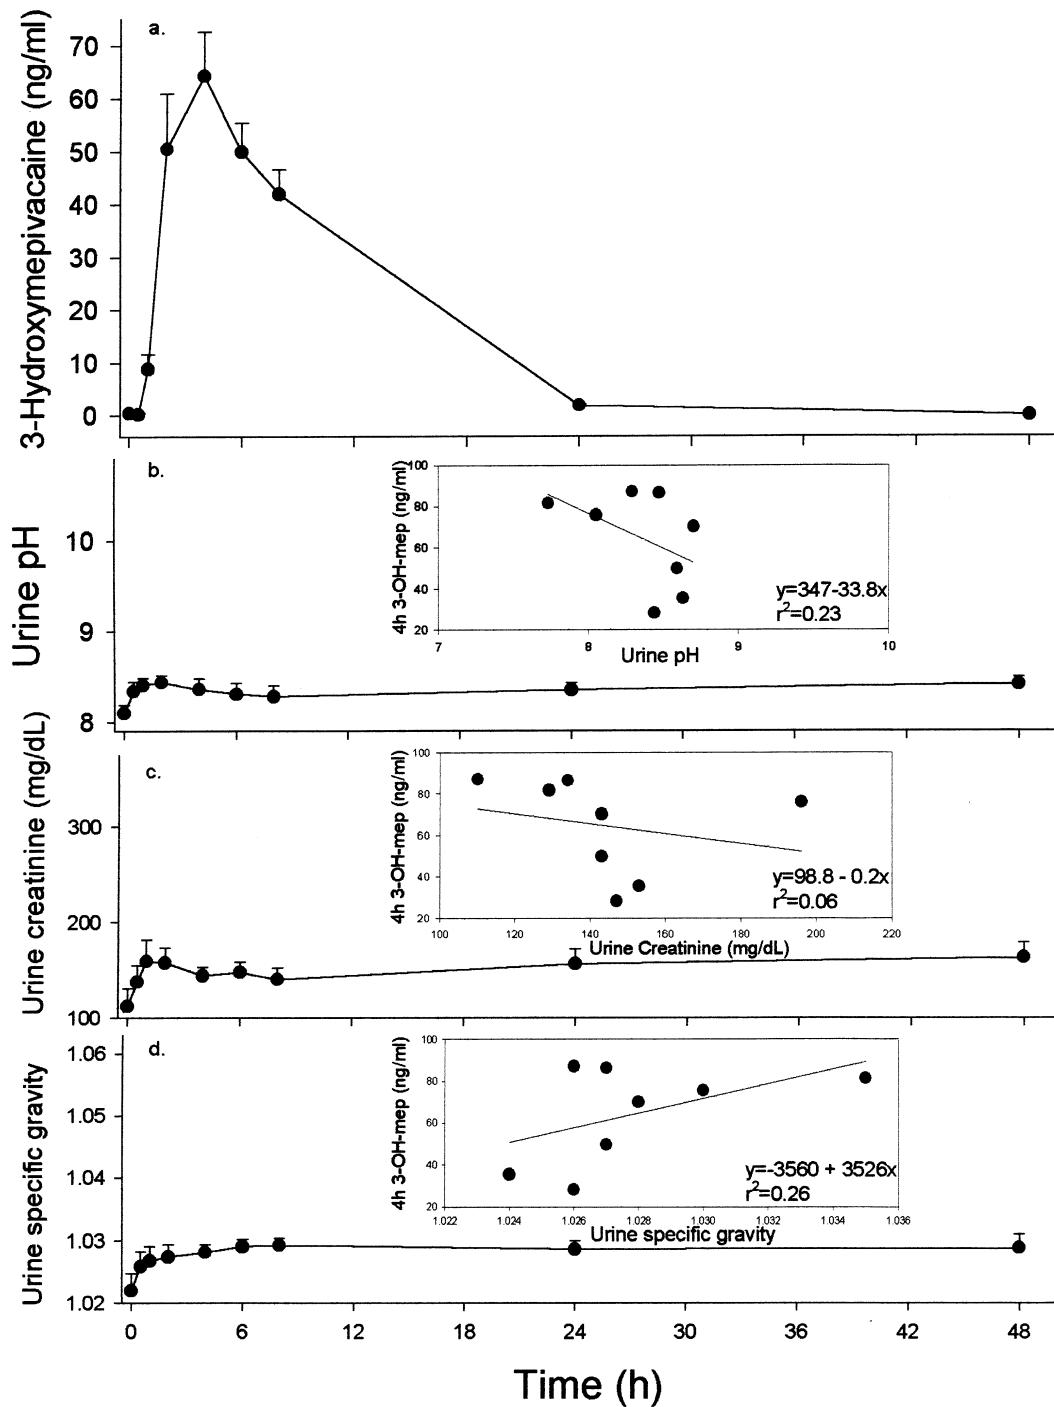 a.
3-Hydroxymepivacaine (ng/ml)
70
60
50
40
30
20
10
0
b.
Urine pH
10
9
8
4h 3-OH-mep (ng/ml)
100
80
60
40
20
y=347-33.8x
r2=0.23
7 8 9 10
Urine pH
c.
Urine creatinine (mg/dL)
300
200
100
4h 3-OH-mep (ng/ml)
100
80
60
40
20
y=98.8 - 0.2x
r2=0.06
100 120 140 160 180 200 220
Urine Creatinine (mg/dL)
d.
Urine specific gravity
1.06
1.05
1.04
1.03
1.02
4h 3-OH-mep (ng/ml)
100
80
60
40
20
y=-3560 + 3526x
r2=0.26
1.022 1.024 1.026 1.028 1.030 1.032 1.034 1.036
Urine specific gravity
0 6 12 18 24 30 36 42 48
Time (h)